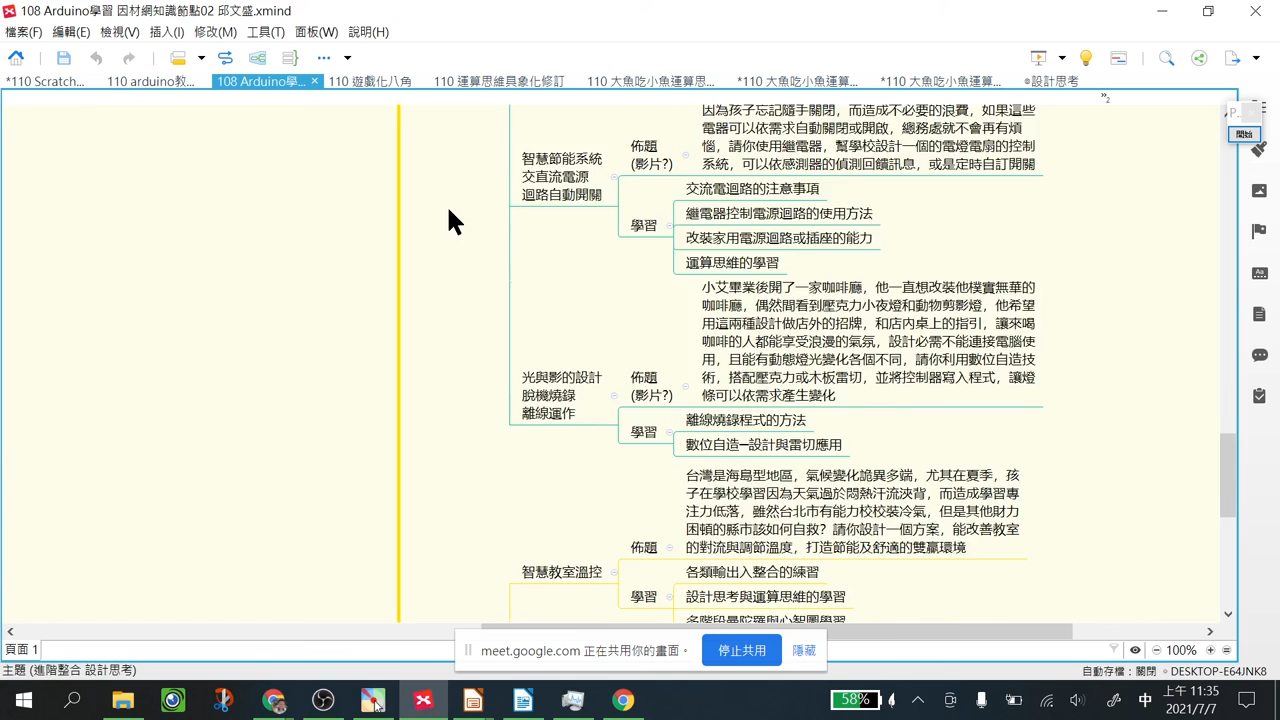 108 Arduino學習 因材網知識節點02 邱文盛.xmind
檔案(F) 編輯(E) 檢視(V) 插入(I) 修改(M) 工具(T) 面板(W) 說明(H)
*110 Scratch... 110 arduino教... 108 Arduino學... 110 遊戲化八角 110 運算思維具象化修訂 110 大魚吃小魚運算思... *110 大魚吃小魚運算... *110 大魚吃小魚運算... 設計思考
»2
P..
開始
因為孩子忘記隨手關閉，而造成不必要的浪費，如果這些
電器可以依需求自動關閉或開啟，總務處就不會再有煩
惱，請你使用繼電器，幫學校設計一個的電燈電扇的控制
系統，可以依感測器的偵測回饋訊息，或是定時自訂開關
佈題
(影片?)
智慧節能系統
交直流電源
迴路自動開關
學習
交流電迴路的注意事項
繼電器控制電源迴路的使用方法
改裝家用電源迴路或插座的能力
運算思維的學習
小艾畢業後開了一家咖啡廳，他一直想改裝他樸實無華的
咖啡廳，偶然間看到壓克力小夜燈和動物剪影燈，他希望
用這兩種設計做店外的招牌，和店內桌上的指引，讓來喝
咖啡的人都能享受浪漫的氣氛，設計必需不能連接電腦使
用，且能有動態燈光變化各個不同，請你利用數位自造技
術，搭配壓克力或木板雷切，並將控制器寫入程式，讓燈
條可以依需求產生變化
佈題
(影片?)
光與影的設計
脫機燒錄
離線運作
學習
離線燒錄程式的方法
數位自造—設計與雷切應用
台灣是海島型地區，氣候變化詭異多端，尤其在夏季，孩
子在學校學習因為天氣過於悶熱汗流浹背，而造成學習專
注力低落，雖然台北市有能力校校裝冷氣，但是其他財力
困頓的縣市該如何自救？請你設計一個方案，能改善教室
的對流與調節溫度，打造節能及舒適的雙贏環境
佈題
智慧教室溫控
學習
各類輸出入整合的練習
設計思考與運算思維的學習
多階段曼陀羅與心智圖學習
meet.google.com 正在共用你的畫面。 停止共用 隱藏
頁面 1
100%
主題 (進階整合 設計思考)
自動存檔：關閉 DESKTOP-E64JNK8
58%
中
上午 11:35
2021/7/7